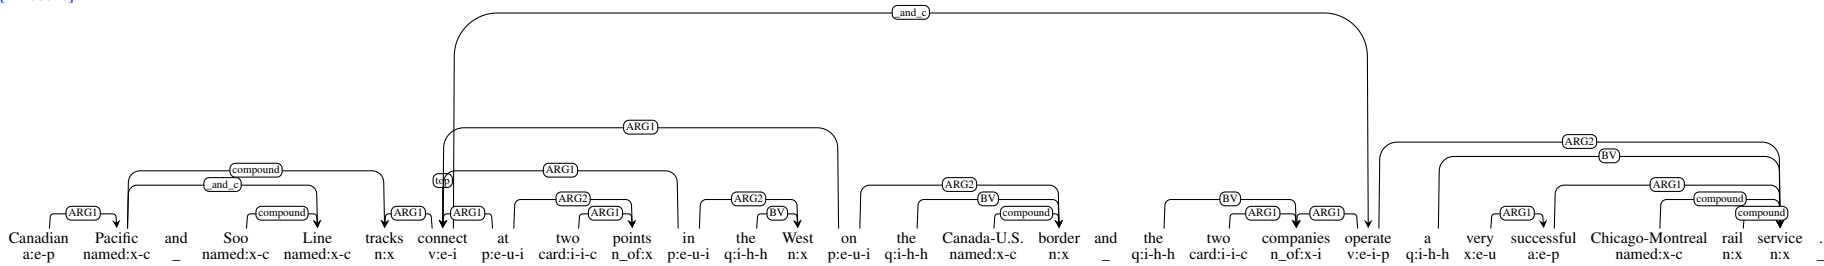 _and_c
ARG1
compound
ARG1
ARG2
BV
top
_and_c
ARG2
ARG1
ARG1 compound ARG1 ARG1 ARG2 ARG1 ARG2 BV BV compound BV ARG1 ARG1 ARG1 compound compound
Canadian Pacific and Soo Line tracks connect at two points in the West on the Canada-U.S. border and the two companies operate a very successful Chicago-Montreal rail service .
a:e-p named:x-c _ named:x-c named:x-c n:x v:e-i p:e-u-i card:i-i-c n_of:x p:e-u-i q:i-h-h n:x p:e-u-i q:i-h-h named:x-c n:x _ q:i-h-h card:i-i-c n_of:x-i v:e-i-p q:i-h-h x:e-u a:e-p named:x-c n:x n:x _